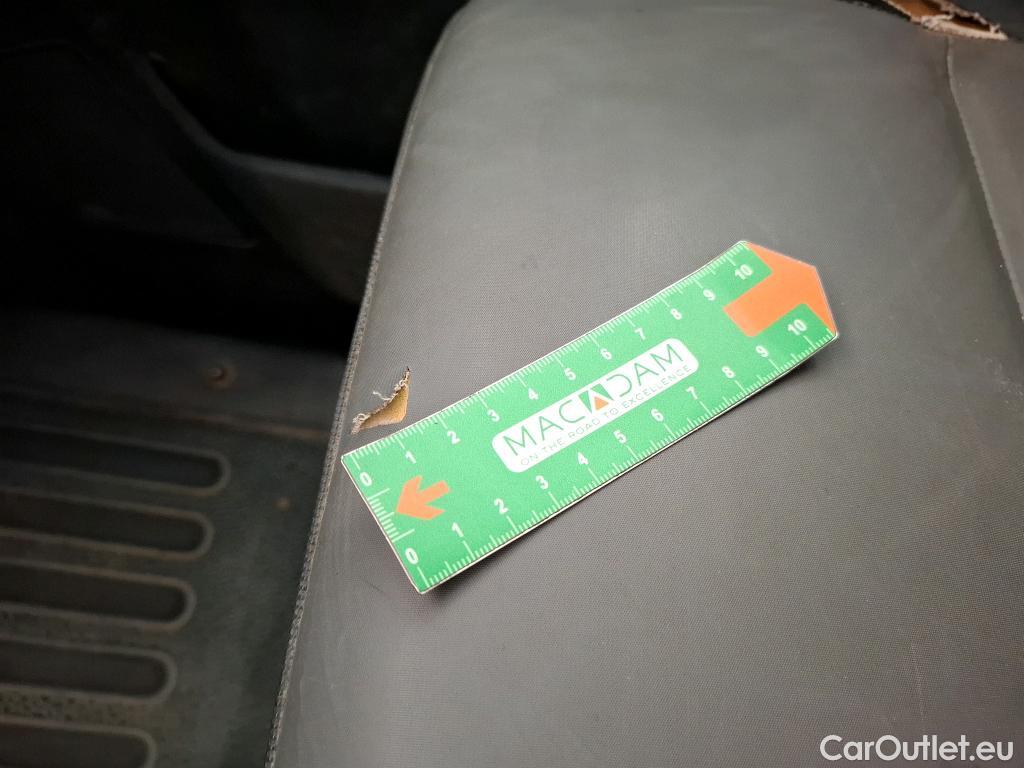 0 1 2 3 4 5 6 7 8 9 10
MACADAM
ON THE ROAD TO EXCELLENCE
0 1 2 3 4 5 6 7 8 9 10
CarOutlet.eu